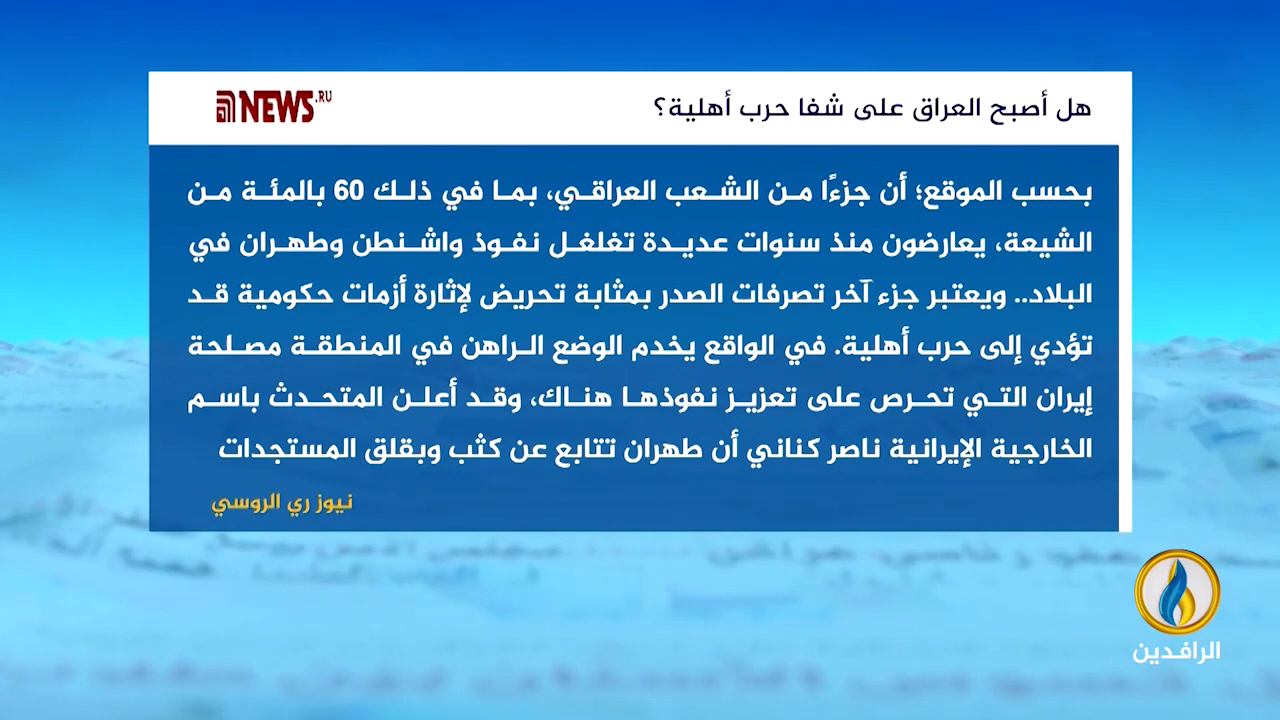 هل أصبح العراق على شفا حرب أهلية؟
NEWS.RU
بحسب الموقع؛ أن جزءًا من الشعب العراقي، بما في ذلك 60 بالمئة من
الشيعة، يعارضون منذ سنوات عديدة تغلغل نفوذ واشنطن وطهران في
البلاد.. ويعتبر جزء آخر تصرفات الصدر بمثابة تحريض لإثارة أزمات حكومية قد
تؤدي إلى حرب أهلية. في الواقع يخدم الوضع الراهن في المنطقة مصلحة
إيران التي تحرص على تعزيز نفوذها هناك، وقد أعلن المتحدث باسم
الخارجية الإيرانية ناصر كناني أن طهران تتابع عن كثب وبقلق المستجدات
نيوز ري الروسي
الرافدين